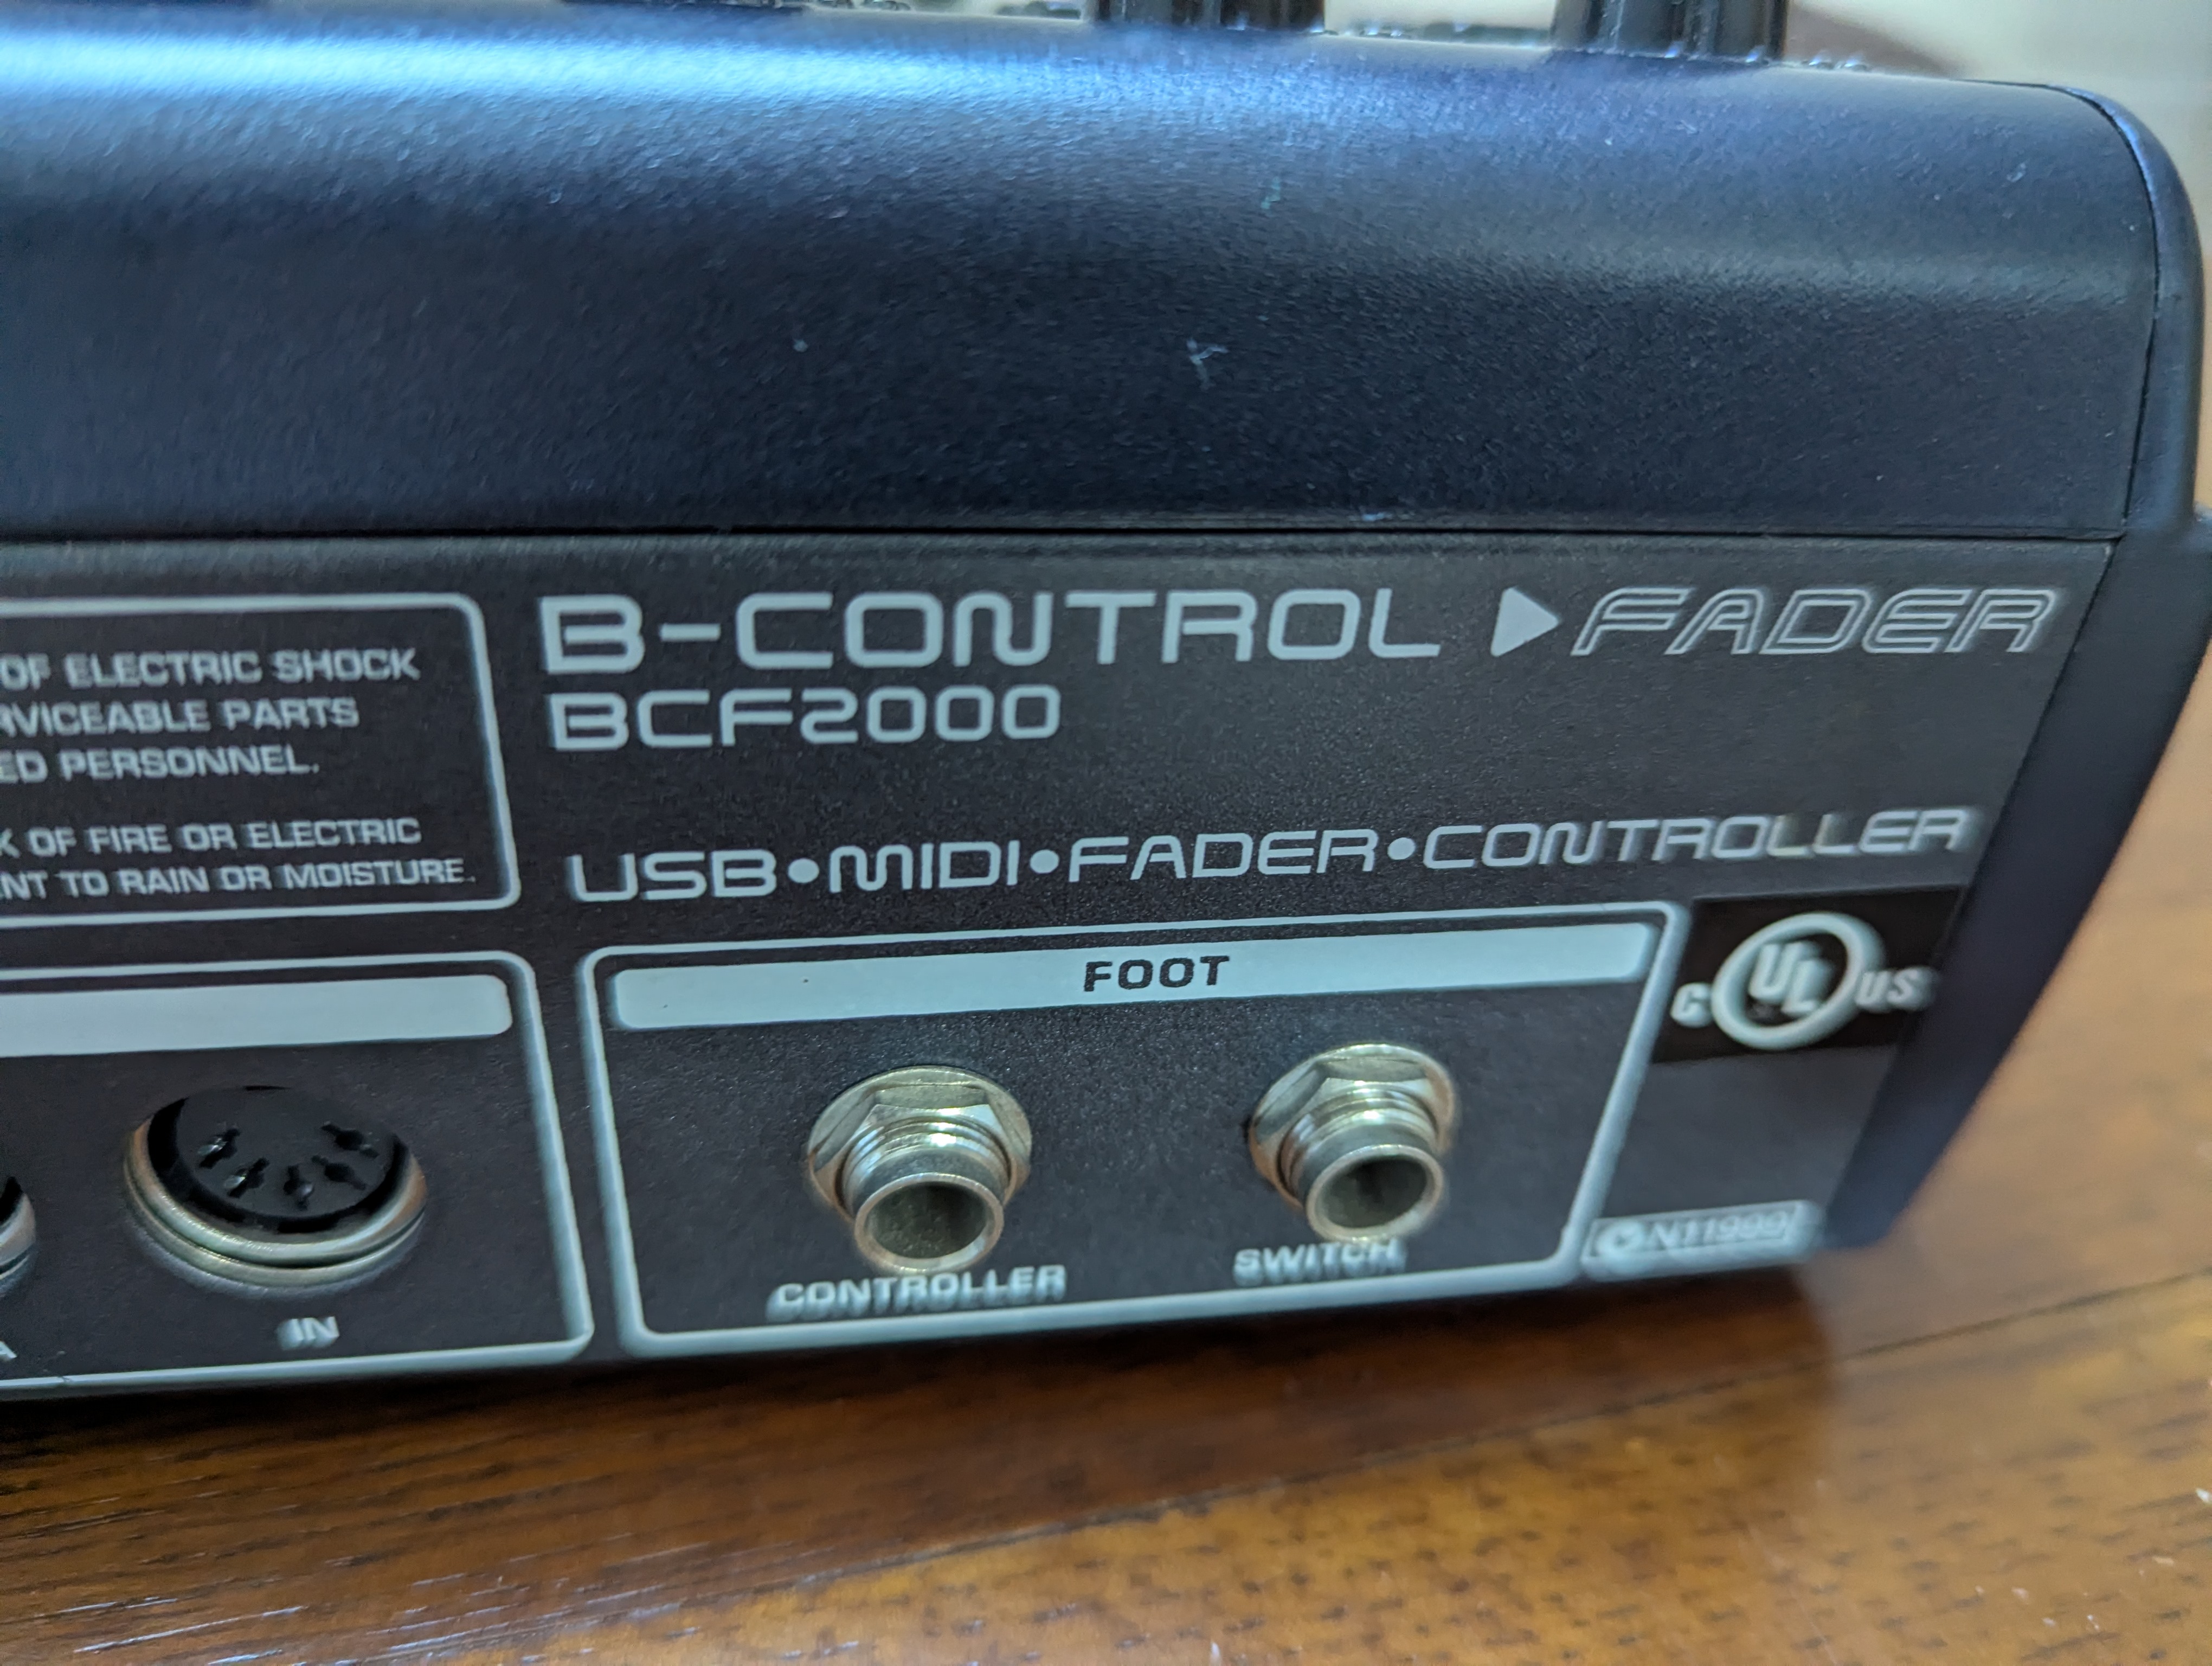 OF ELECTRIC SHOCK
RVICEABLE PARTS
ED PERSONNEL.
K OF FIRE OR ELECTRIC
NT TO RAIN OR MOISTURE.
B-CONTROL ▶ FADER
BCF2000
USB•MIDI•FADER•CONTROLLER
FOOT
C UL US
IN
CONTROLLER
SWITCH
N11999